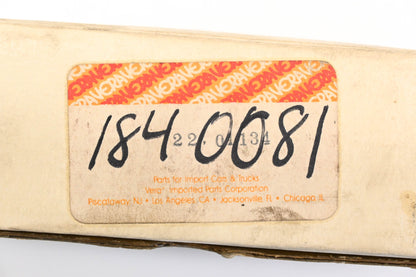 184 0081
22.01134
Parts for Import Cars & Trucks
Vera® Imported Parts Corporation
Piscataway, NJ • Los Angeles, CA • Jacksonville, FL • Chicago, IL